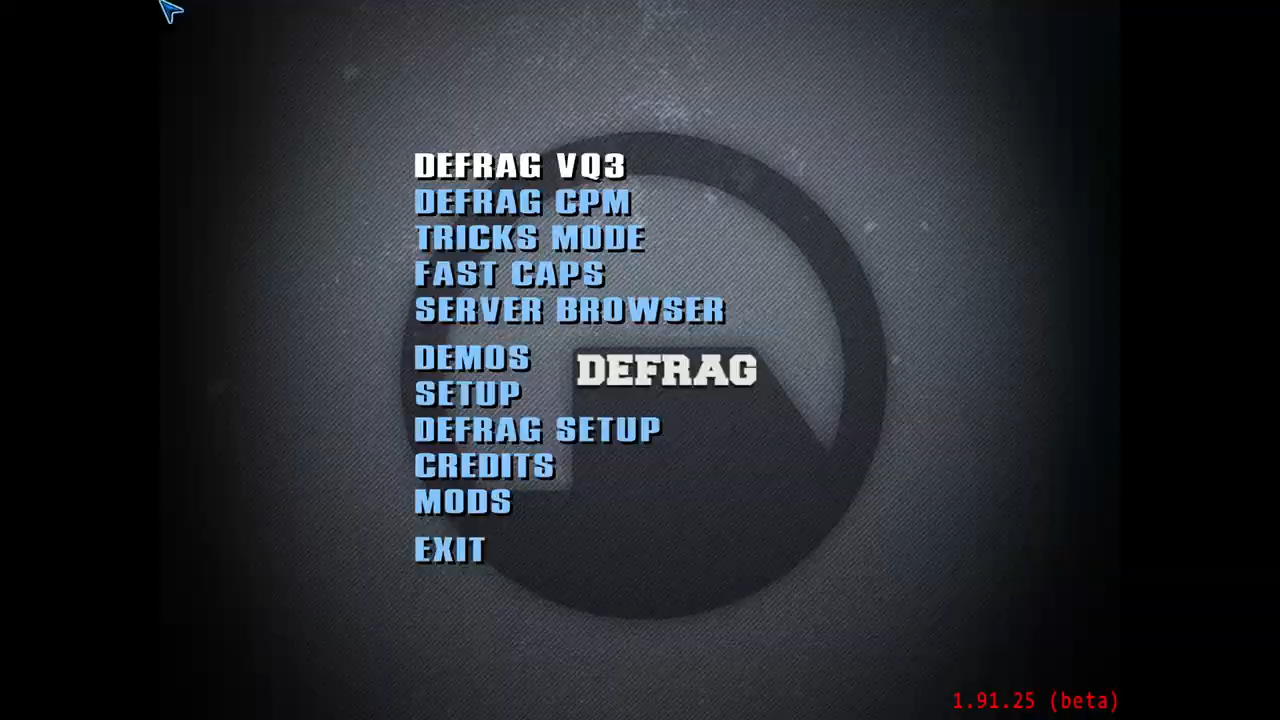 DEFRAG VQ3
DEFRAG CPM
TRICKS MODE
FAST CAPS
SERVER BROWSER
DEMOS
DEFRAG
SETUP
DEFRAG SETUP
CREDITS
MODS
EXIT
1.91.25 (beta)